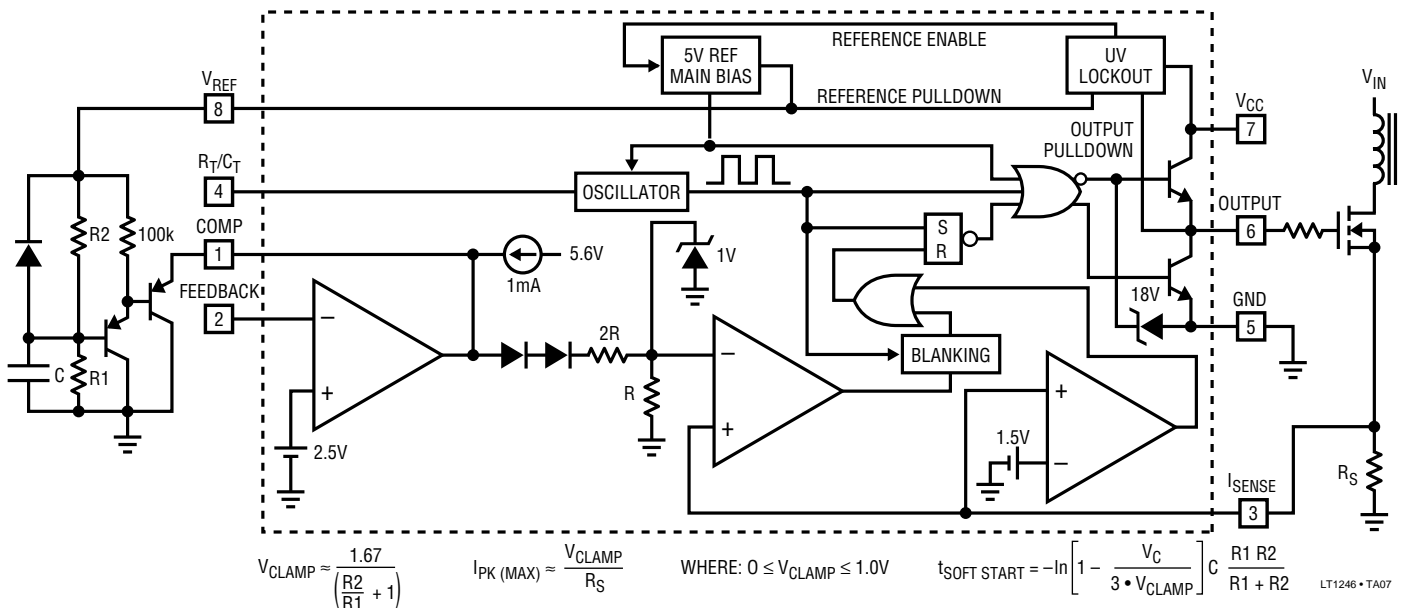 REFERENCE ENABLE
5V REF
MAIN BIAS
UV
LOCKOUT
V_REF
8
REFERENCE PULLDOWN
V_IN
V_CC
7
OUTPUT
PULLDOWN
R_T/C_T
4
OSCILLATOR
COMP
1
R2
100k
5.6V
1mA
1V
S
R
OUTPUT
6
FEEDBACK
2
–
+
2.5V
2R
R
–
+
BLANKING
18V
GND
5
C
R1
+
–
1.5V
I_SENSE
3
R_S
V_CLAMP ≈ 1.67 / (R2/R1 + 1)
I_PK (MAX) ≈ V_CLAMP / R_S
WHERE: O ≤ V_CLAMP ≤ 1.0V
t_SOFT START = –ln [1 – V_C / 3 • V_CLAMP] C R1 R2 / R1 + R2
LT1246 • TA07